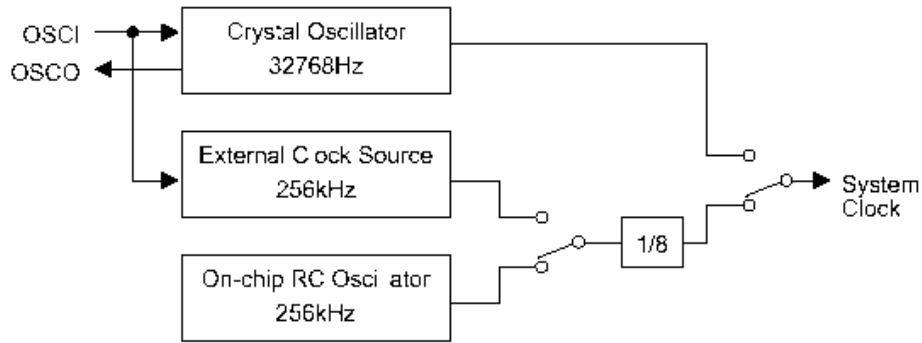 OSCI
OSCO
Crystal Oscillator
32768Hz
External C ock Source
256kHz
On-chip RC Osci ator
256kHz
1/8
System
Clock